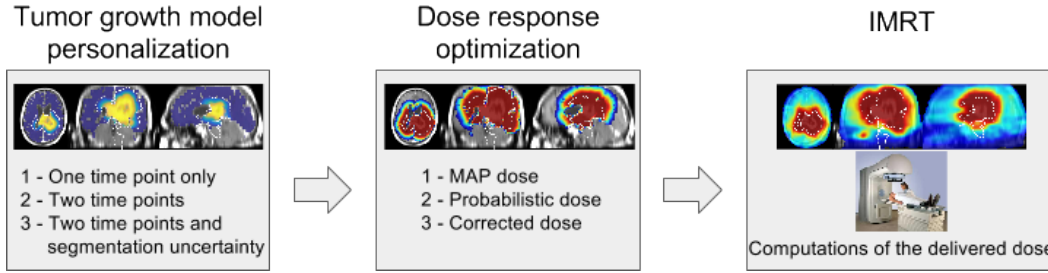 Tumor growth model
personalization
1 - One time point only
2 - Two time points
3 - Two time points and
segmentation uncertainty
Dose response
optimization
1 - MAP dose
2 - Probabilistic dose
3 - Corrected dose
IMRT
Computations of the delivered dose